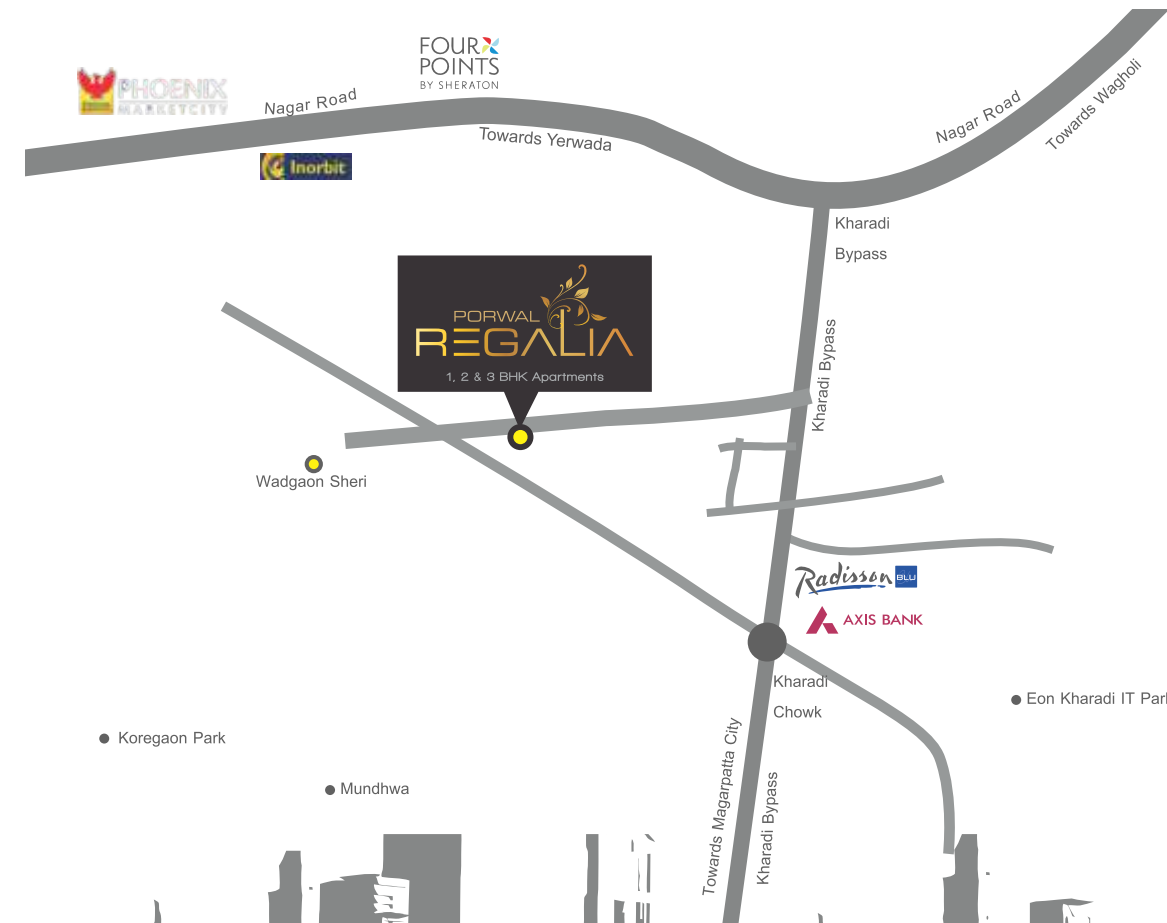 FOUR
POINTS
BY SHERATON
PHOENIX
MARKETCITY
Nagar Road
Towards Yerwada
Inorbit
Nagar Road
Towards Wagholi
Kharadi
Bypass
Kharadi Bypass
PORWAL
REGALIA
1, 2 & 3 BHK Apartments
Wadgaon Sheri
Radisson BLU
AXIS BANK
Kharadi
Chowk
Eon Kharadi IT Park
Koregaon Park
Mundhwa
Towards Magarpatta City
Kharadi Bypass